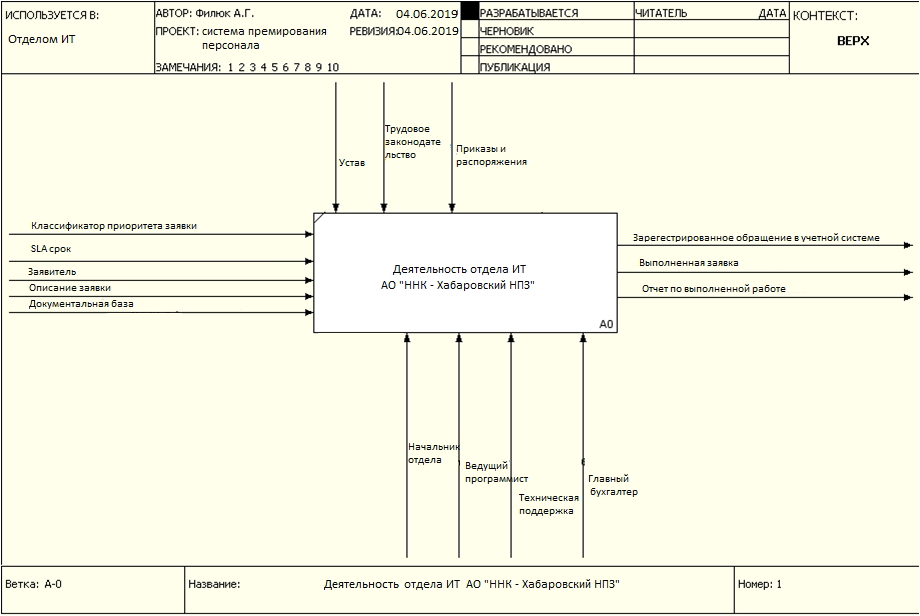 ИСПОЛЬЗУЕТСЯ В:
Отделом ИТ
АВТОР: Филюк А.Г.
ДАТА: 04.06.2019
ПРОЕКТ: система премирования
персонала
РЕВИЗИЯ:04.06.2019
ЗАМЕЧАНИЯ: 1 2 3 4 5 6 7 8 9 10
РАЗРАБАТЫВАЕТСЯ
ЧЕРНОВИК
РЕКОМЕНДОВАНО
ПУБЛИКАЦИЯ
ЧИТАТЕЛЬ ДАТА
КОНТЕКСТ:
ВЕРХ
Устав
Трудовое
законодате
льство
Приказы и
распоряжения
Классификатор приоритета заявки
SLA срок
Заявитель
Описание заявки
Документальная база
Деятельность отдела ИТ
АО "ННК - Хабаровский НПЗ"
A0
Зарегестрированное обращение в учетной системе
Выполненная заявка
Отчет по выполненной работе
Начальник
отдела
Ведущий
программист
Техническая
поддержка
Главный
бухгалтер
Ветка: А-0
Название:
Деятельность отдела ИТ АО "ННК - Хабаровский НПЗ"
Номер: 1